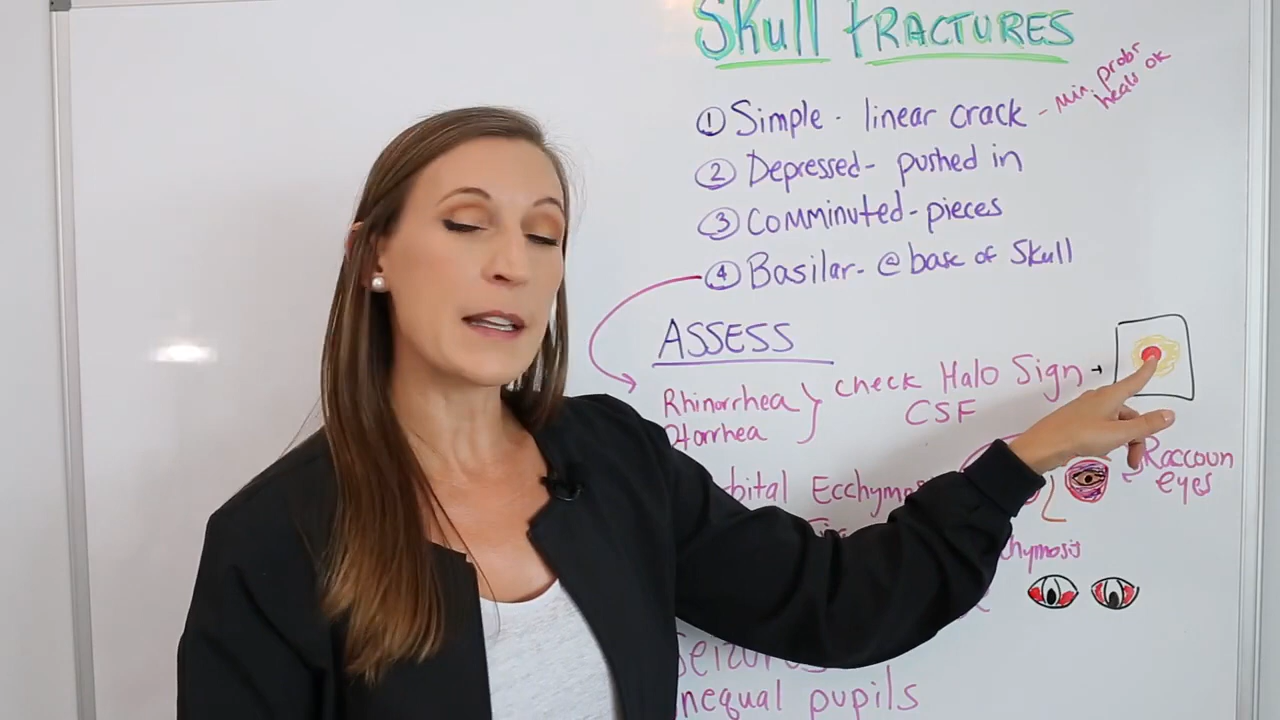 Skull FRACTURES
① Simple - linear crack - Min. probs heals ok
② Depressed - pushed in
③ Comminuted - pieces
④ Basilar - @ base of skull
ASSESS
Rhinorrhea } check Halo Sign →
Otorrhea CSF
Ecchymosis
Raccoon
eyes
Seizures
unequal pupils